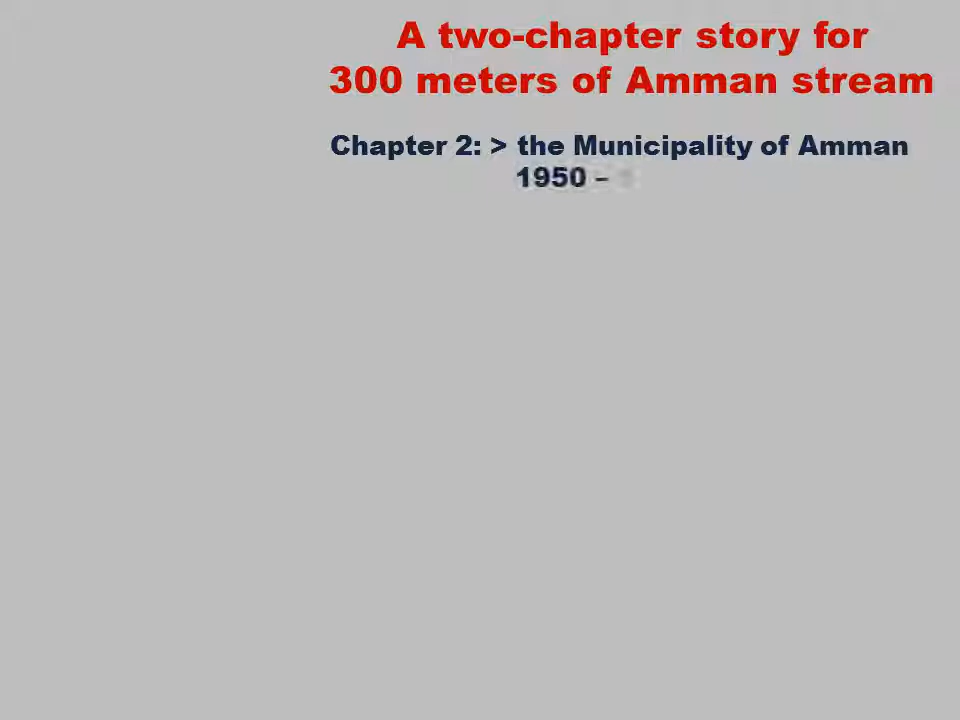 A two-chapter story for
300 meters of Amman stream
Chapter 2: > the Municipality of Amman
1950 –